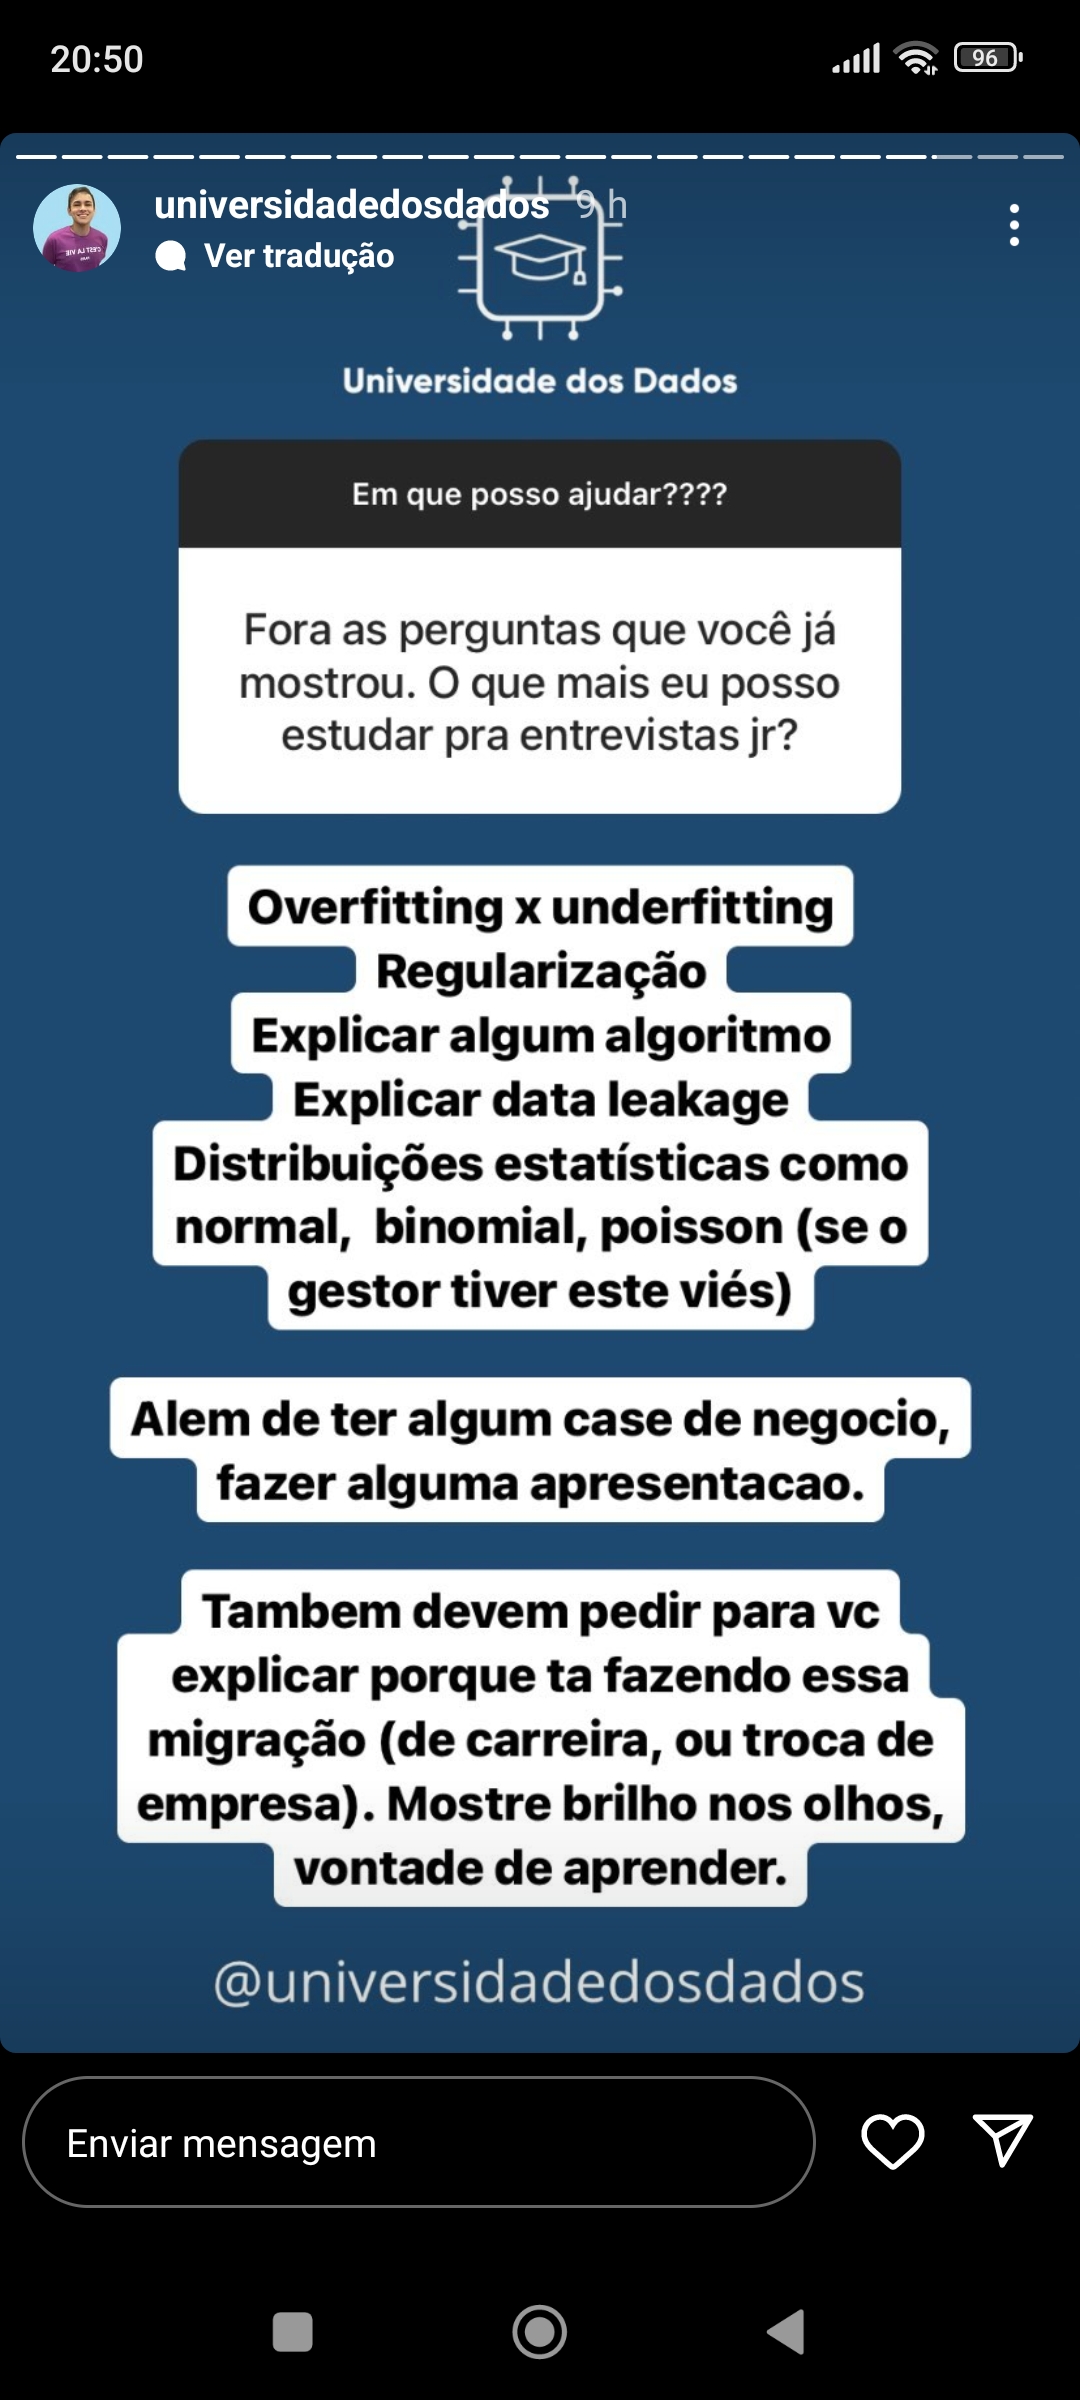 20:50
96
universidadedosdados 9 h
Ver tradução
Universidade dos Dados
Em que posso ajudar????
Fora as perguntas que você já
mostrou. O que mais eu posso
estudar pra entrevistas jr?
Overfitting x underfitting
Regularização
Explicar algum algoritmo
Explicar data leakage
Distribuições estatísticas como
normal,  binomial, poisson (se o
gestor tiver este viés)
Alem de ter algum case de negocio,
fazer alguma apresentacao.
Tambem devem pedir para vc
explicar porque ta fazendo essa
migração (de carreira, ou troca de
empresa). Mostre brilho nos olhos,
vontade de aprender.
@universidadedosdados
Enviar mensagem